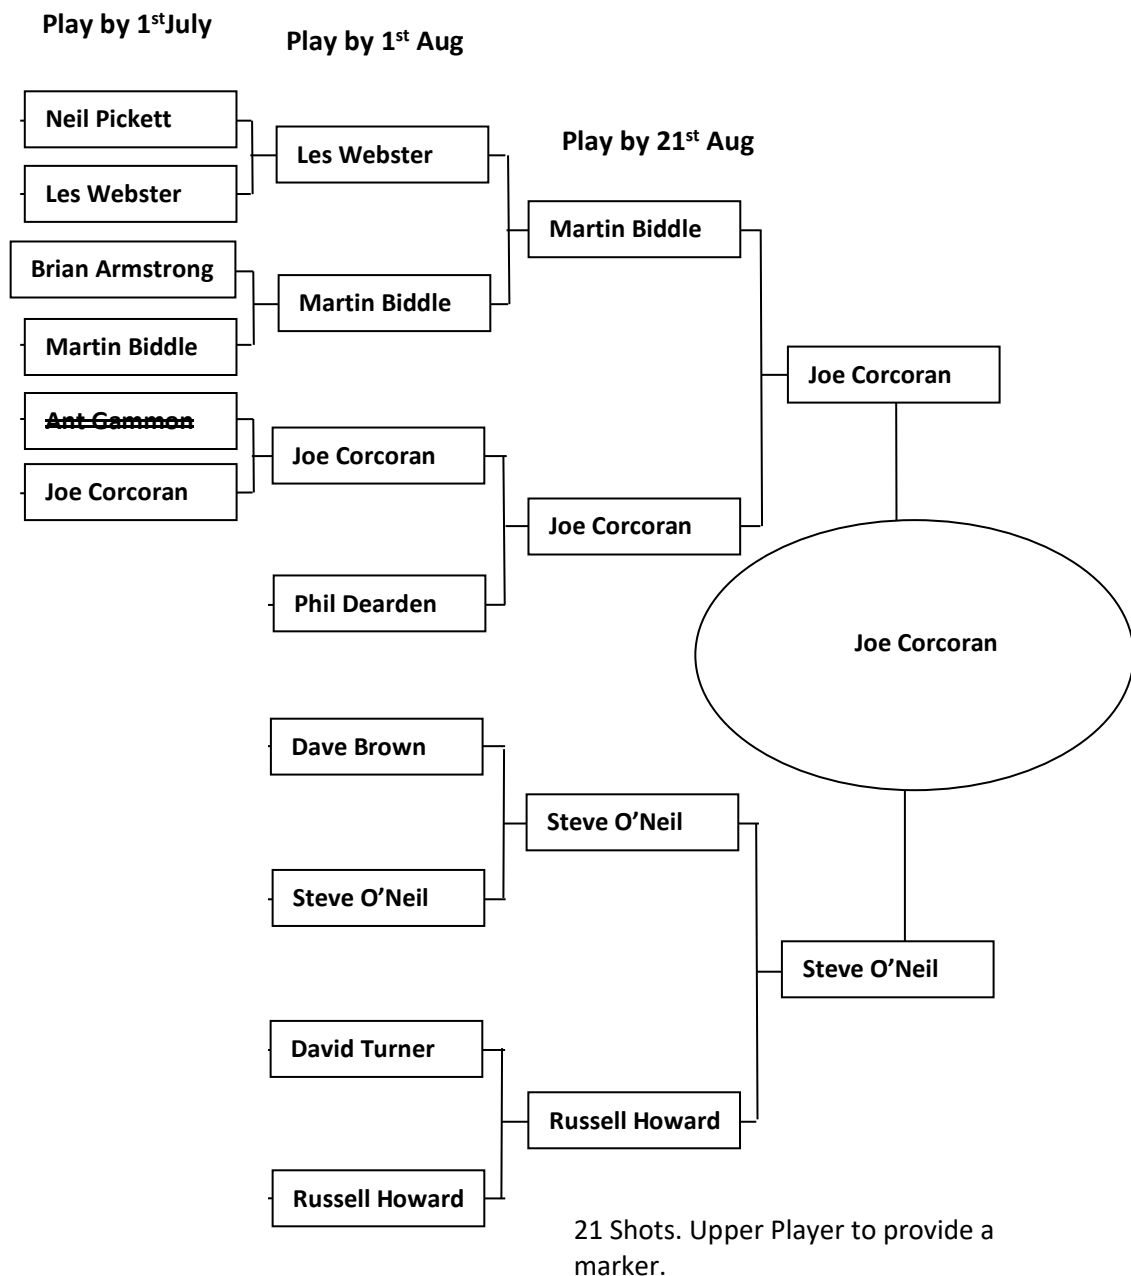 Play by 1st July
Play by 1st Aug
Play by 21st Aug
Neil Pickett
Les Webster
Brian Armstrong
Martin Biddle
Ant Gammon
Joe Corcoran
Les Webster
Martin Biddle
Joe Corcoran
Phil Dearden
Dave Brown
Steve O’Neil
David Turner
Russell Howard
Martin Biddle
Joe Corcoran
Steve O’Neil
Russell Howard
Joe Corcoran
Steve O’Neil
Joe Corcoran
21 Shots. Upper Player to provide a
marker.